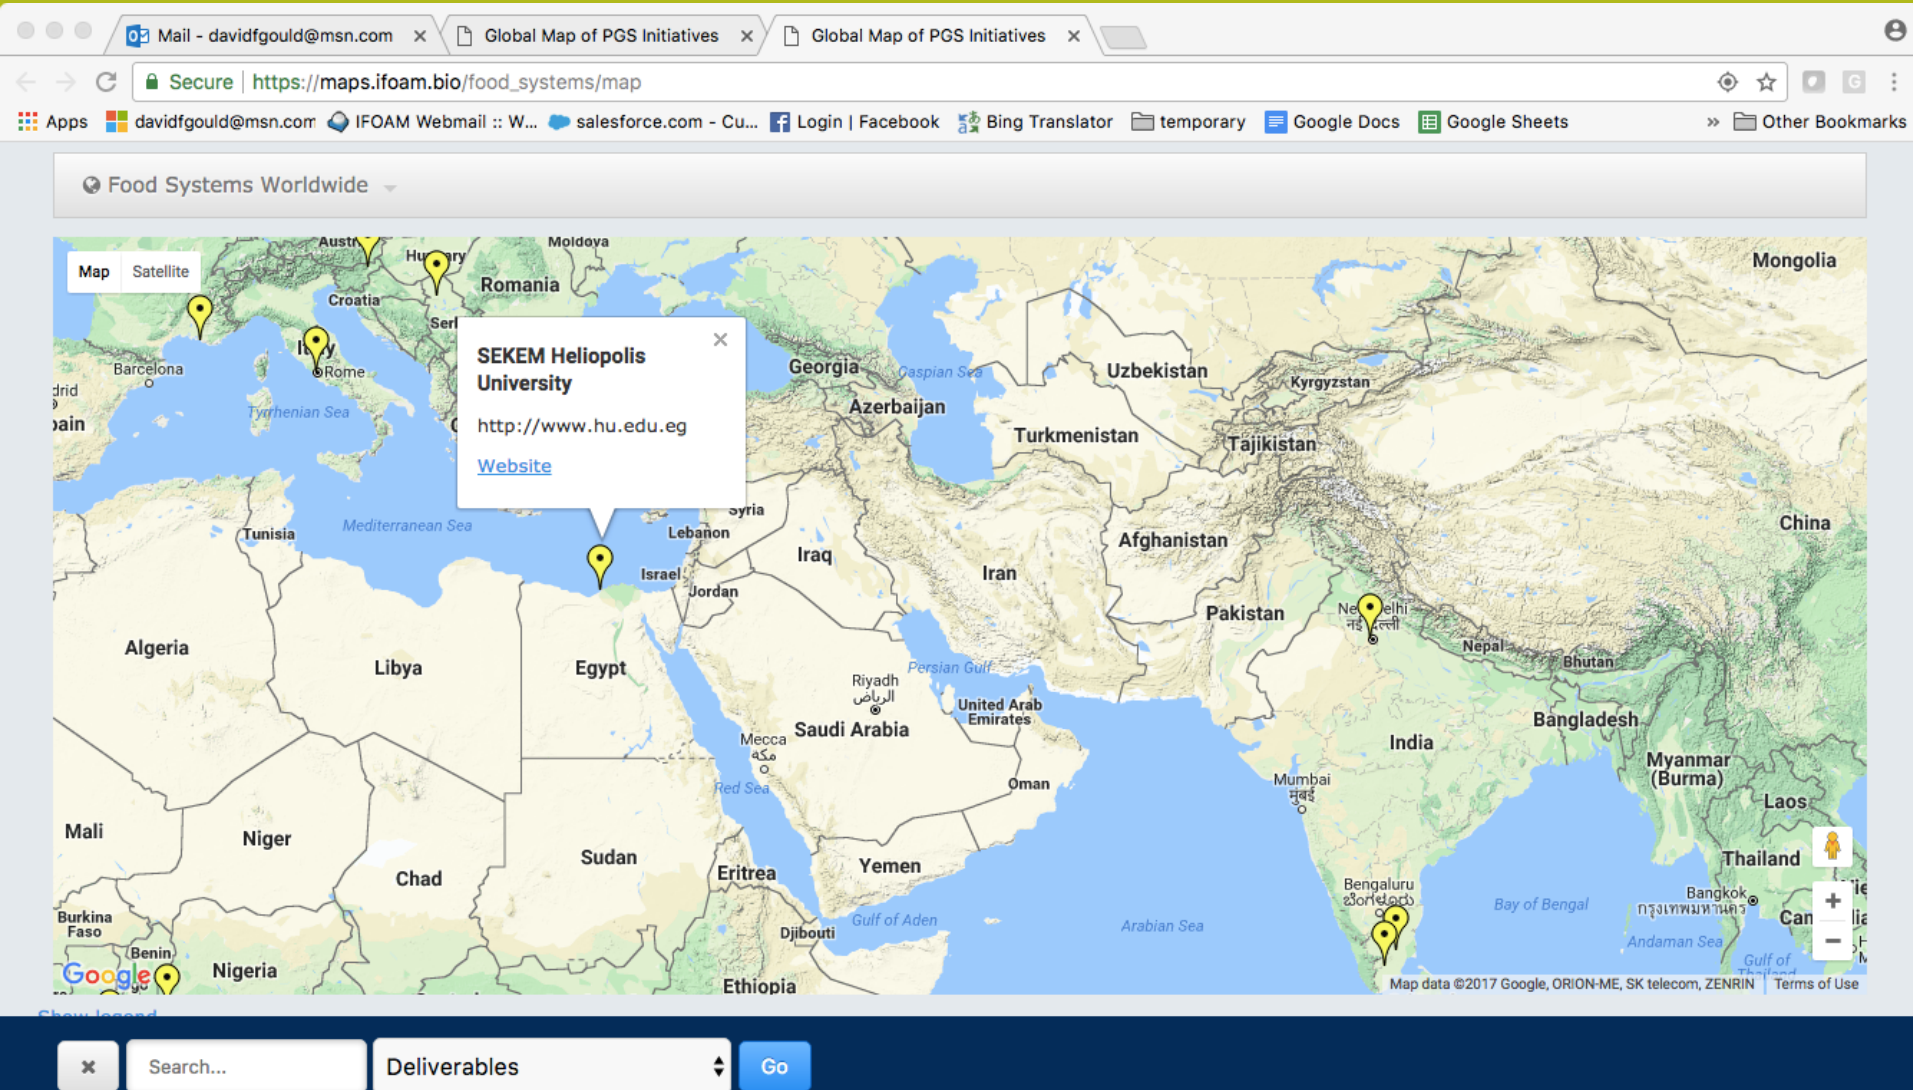 Mail - davidfgould@msn.com
Global Map of PGS Initiatives
Global Map of PGS Initiatives
Secure | https://maps.ifoam.bio/food_systems/map
Apps
davidfgould@msn.com
IFOAM Webmail :: W...
salesforce.com - Cu...
Login | Facebook
Bing Translator
temporary
Google Docs
Google Sheets
»
Other Bookmarks
Food Systems Worldwide
Map
Satellite
Moldova
Mongolia
Romania
Croatia
Italy
Rome
Barcelona
Tyrrhenian Sea
SEKEM Heliopolis
University
http://www.hu.edu.eg
Website
Georgia
Caspian Sea
Azerbaijan
Uzbekistan
Kyrgyzstan
Turkmenistan
Tajikistan
Tunisia
Mediterranean Sea
Syria
Lebanon
Israel
Jordan
Iraq
Iran
Afghanistan
China
Pakistan
Nepal
Bhutan
Algeria
Libya
Egypt
Riyadh
الرياض
Persian Gulf
United Arab
Emirates
Saudi Arabia
Mecca
مكة
Red Sea
Oman
India
Bangladesh
Mumbai
मुंबई
Myanmar
(Burma)
Laos
Mali
Niger
Chad
Sudan
Eritrea
Yemen
Thailand
Burkina
Faso
Benin
Nigeria
Djibouti
Gulf of Aden
Ethiopia
Arabian Sea
Bengaluru
Bay of Bengal
Bangkok
กรุงเทพมหานคร
Andaman Sea
Gulf of
Thailand
Google
Map data ©2017 Google, ORION-ME, SK telecom, ZENRIN
Terms of Use
Show legend
Search...
Deliverables
Go